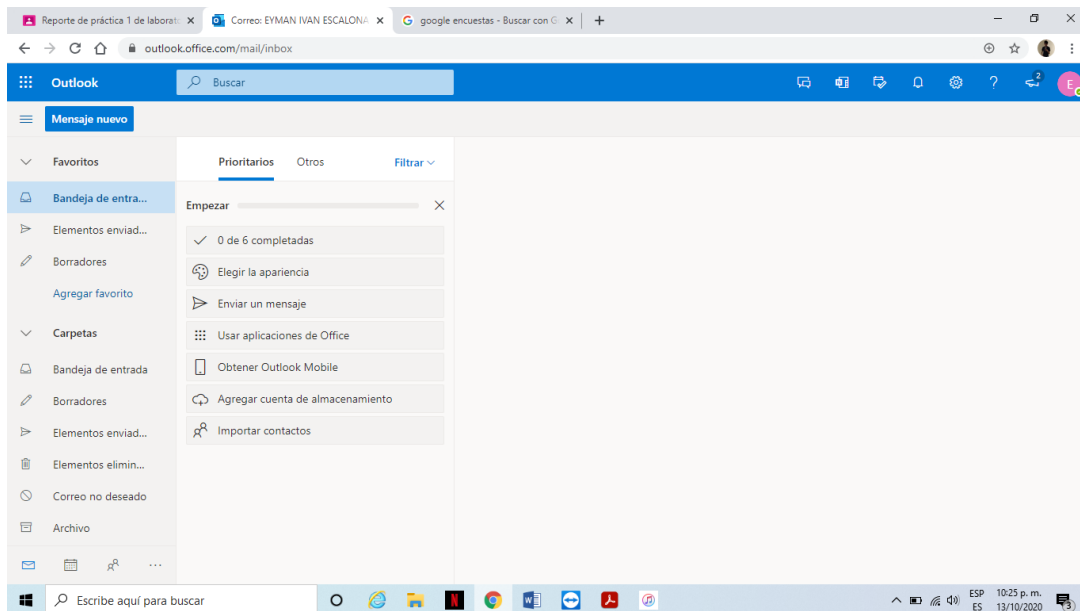 Reporte de práctica 1 de laborato
Correo: EYMAN IVAN ESCALONA
google encuestas - Buscar con G
outlook.office.com/mail/inbox
Outlook
Buscar
2
E
Mensaje nuevo
Favoritos
Prioritarios
Otros
Filtrar
Bandeja de entra...
Empezar
Elementos enviad...
0 de 6 completadas
Borradores
Elegir la apariencia
Agregar favorito
Enviar un mensaje
Carpetas
Usar aplicaciones de Office
Bandeja de entrada
Obtener Outlook Mobile
Borradores
Agregar cuenta de almacenamiento
Elementos enviad...
Importar contactos
Elementos elimin...
Correo no deseado
Archivo
Escribe aquí para buscar
ESP
ES
10:25 p. m.
13/10/2020
3